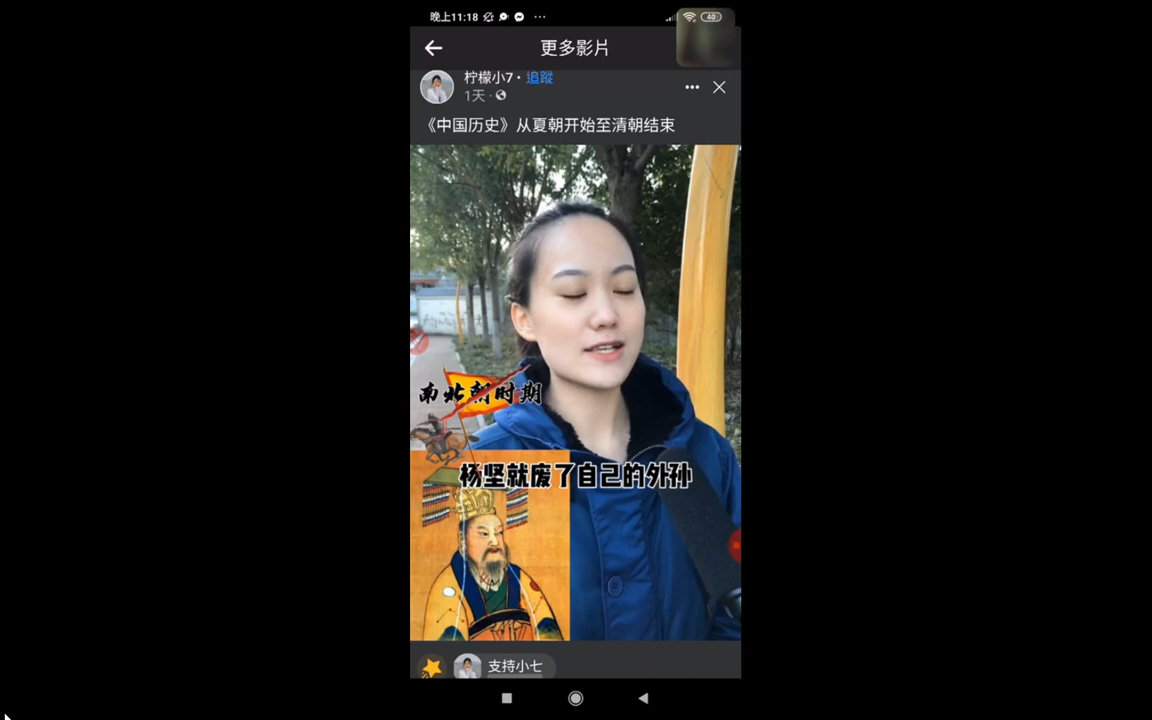 晚上11:18
40
更多影片
柠檬小7 · 追蹤
1天 ·
《中国历史》从夏朝开始至清朝结束
南北朝时期
杨坚就废了自己的外孙
支持小七